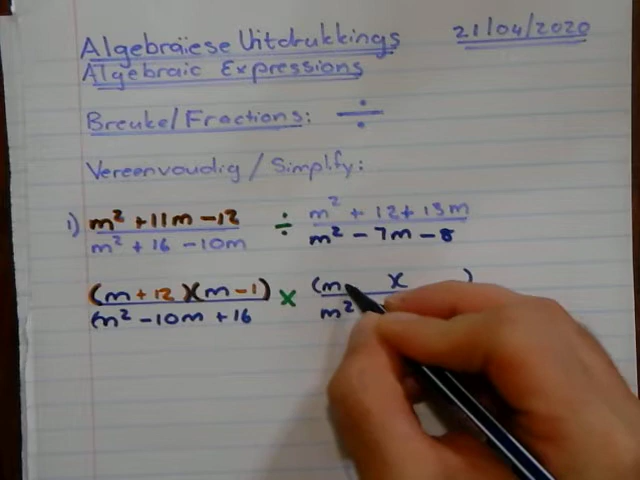 Algebraïese Uitdrukkings 21/04/2020
Algebraic Expressions
Breuke/Fractions: ÷
Vereenvoudig / Simplify:
1) m² + 11m - 12 ÷ m² + 12 + 13m
m² + 16 - 10m m² - 7m - 8
(m + 12)(m - 1) × (m )( )
(m² - 10m + 16 m²